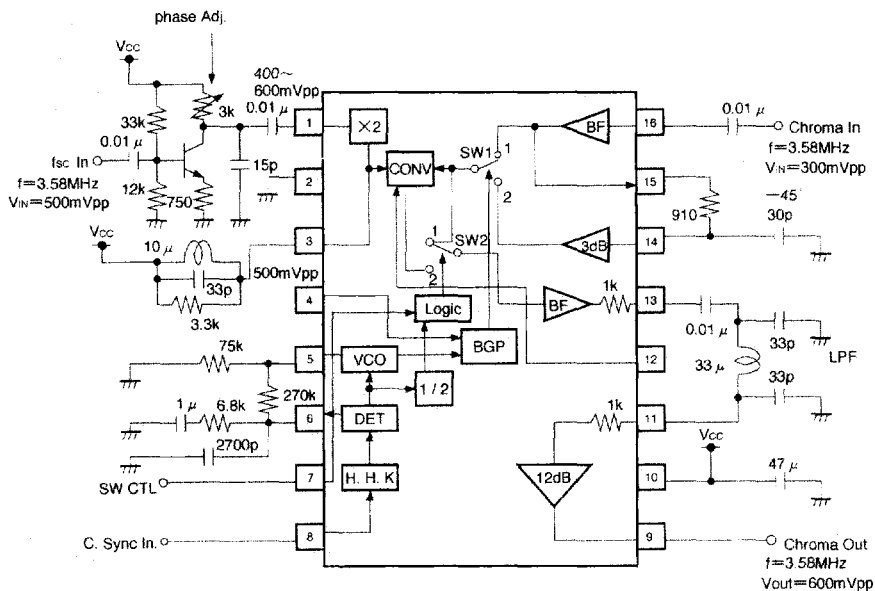 phase Adj.
Vcc
400~
600mVpp
33k
3k
0.01 μ
0.01 μ
fsc In
f=3.58MHz
VIN=500mVpp
12k
750
15p
Vcc
10 μ
500mVpp
33p
3.3k
75k
270k
1 μ
6.8k
2700p
SW CTL
C. Sync In.
1
2
3
4
5
6
7
8
×2
CONV
SW1
1
2
BF
1
SW2
2
3dB
Logic
BF
1k
BGP
VCO
1/2
DET
1k
H. H. K
12dB
16
15
14
13
12
11
10
9
0.01 μ
Chroma In
f=3.58MHz
VIN=300mVpp
910
-45°
30p
0.01 μ
33p
33 μ
LPF
33p
Vcc
47 μ
Chroma Out
f=3.58MHz
Vout=600mVpp